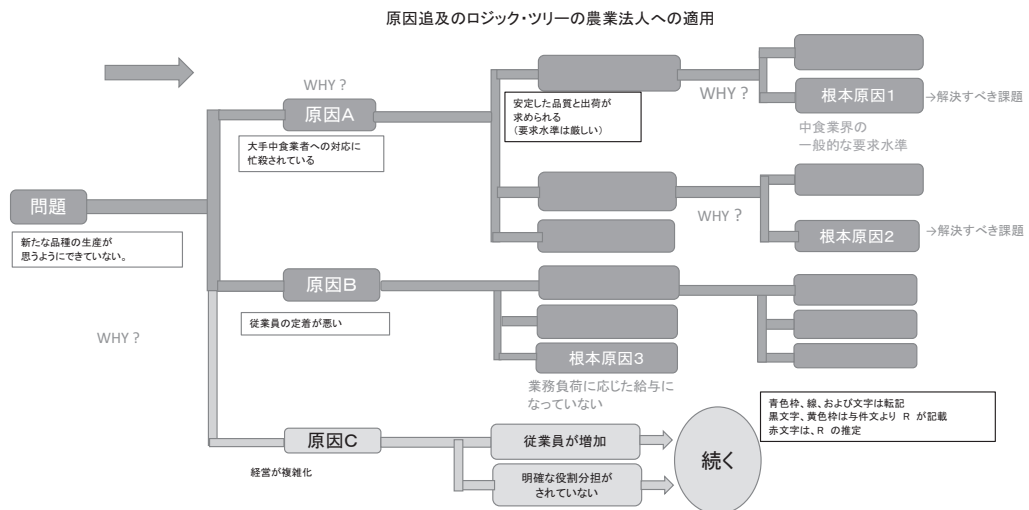 原因追及のロジック・ツリーの農業法人への適用
WHY ?
原因A
大手中食業者への対応に
忙殺されている
安定した品質と出荷が
求められる
(要求水準は厳しい)
WHY ?
根本原因1
→解決すべき課題
中食業界の
一般的な要求水準
問題
新たな品種の生産が
思うようにできていない。
WHY ?
根本原因2
→解決すべき課題
原因B
従業員の定着が悪い
WHY ?
根本原因3
業務負荷に応じた給与に
なっていない
原因C
経営が複雑化
従業員が増加
明確な役割分担が
されていない
続く
青色枠、線、および文字は転記
黒文字、黄色枠は与件文より R が記載
赤文字は、R の推定